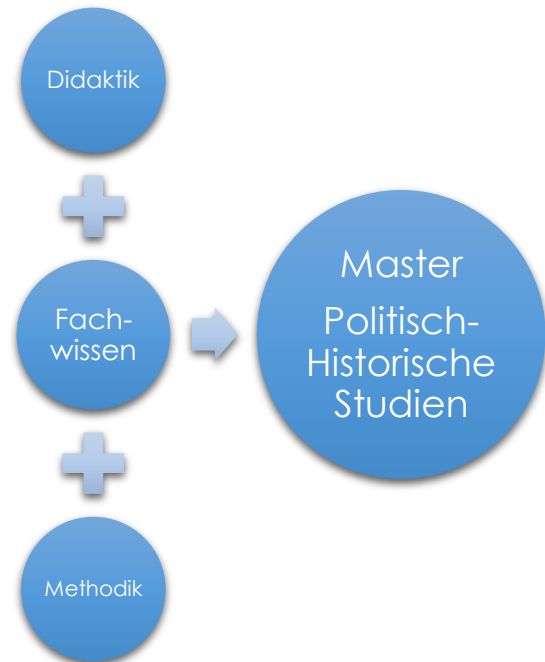 Didaktik
Fach-
wissen
Methodik
Master
Politisch-
Historische
Studien